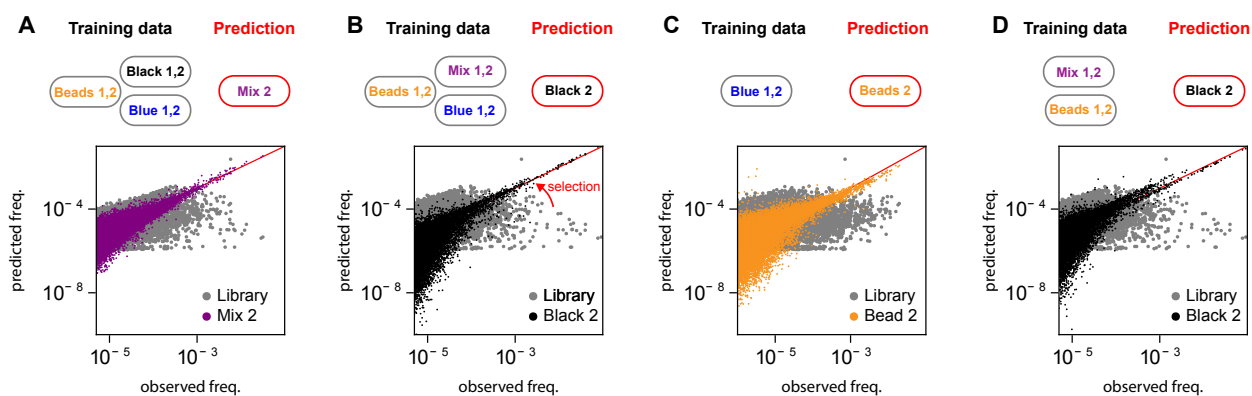 A Training data Prediction
Black 1,2
Beads 1,2
Blue 1,2
Mix 2
predicted freq.
10⁻⁴
10⁻⁸
Library
Mix 2
10⁻⁵ 10⁻³
observed freq.
B Training data Prediction
Mix 1,2
Beads 1,2
Blue 1,2
Black 2
selection
predicted freq.
10⁻⁴
10⁻⁸
Library
Black 2
10⁻⁵ 10⁻³
observed freq.
C Training data Prediction
Blue 1,2
Beads 2
predicted freq.
10⁻⁴
10⁻⁸
Library
Bead 2
10⁻⁵ 10⁻³
observed freq.
D Training data Prediction
Mix 1,2
Beads 1,2
Black 2
predicted freq.
10⁻⁴
10⁻⁸
Library
Black 2
10⁻⁵ 10⁻³
observed freq.